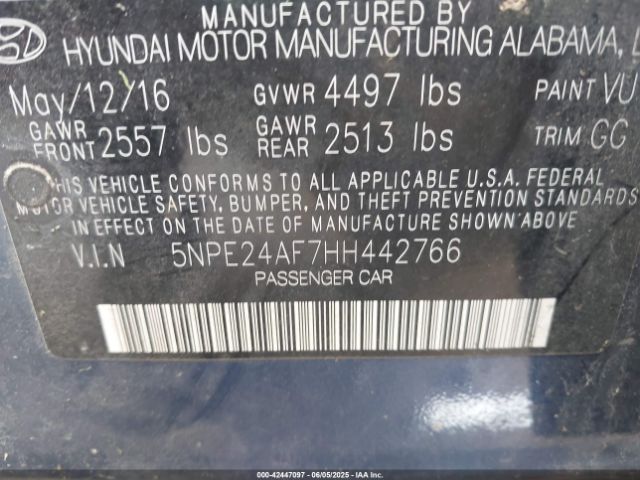 MANUFACTURED BY
HYUNDAI MOTOR MANUFACTURING ALABAMA,
May/12/16 GVWR 4497 lbs PAINT VU
GAWR FRONT 2557 lbs GAWR REAR 2513 lbs TRIM GG
THIS VEHICLE CONFORMS TO ALL APPLICABLE U.S.A. FEDERAL
MOTOR VEHICLE SAFETY, BUMPER, AND THEFT PREVENTION STANDARDS
IN EFFECT ON THE DATE OF MANUFACTURE SHOWN ABOVE
V.I.N 5NPE24AF7HH442766
PASSENGER CAR
000-42447097 - 06/05/2025 - IAA Inc.